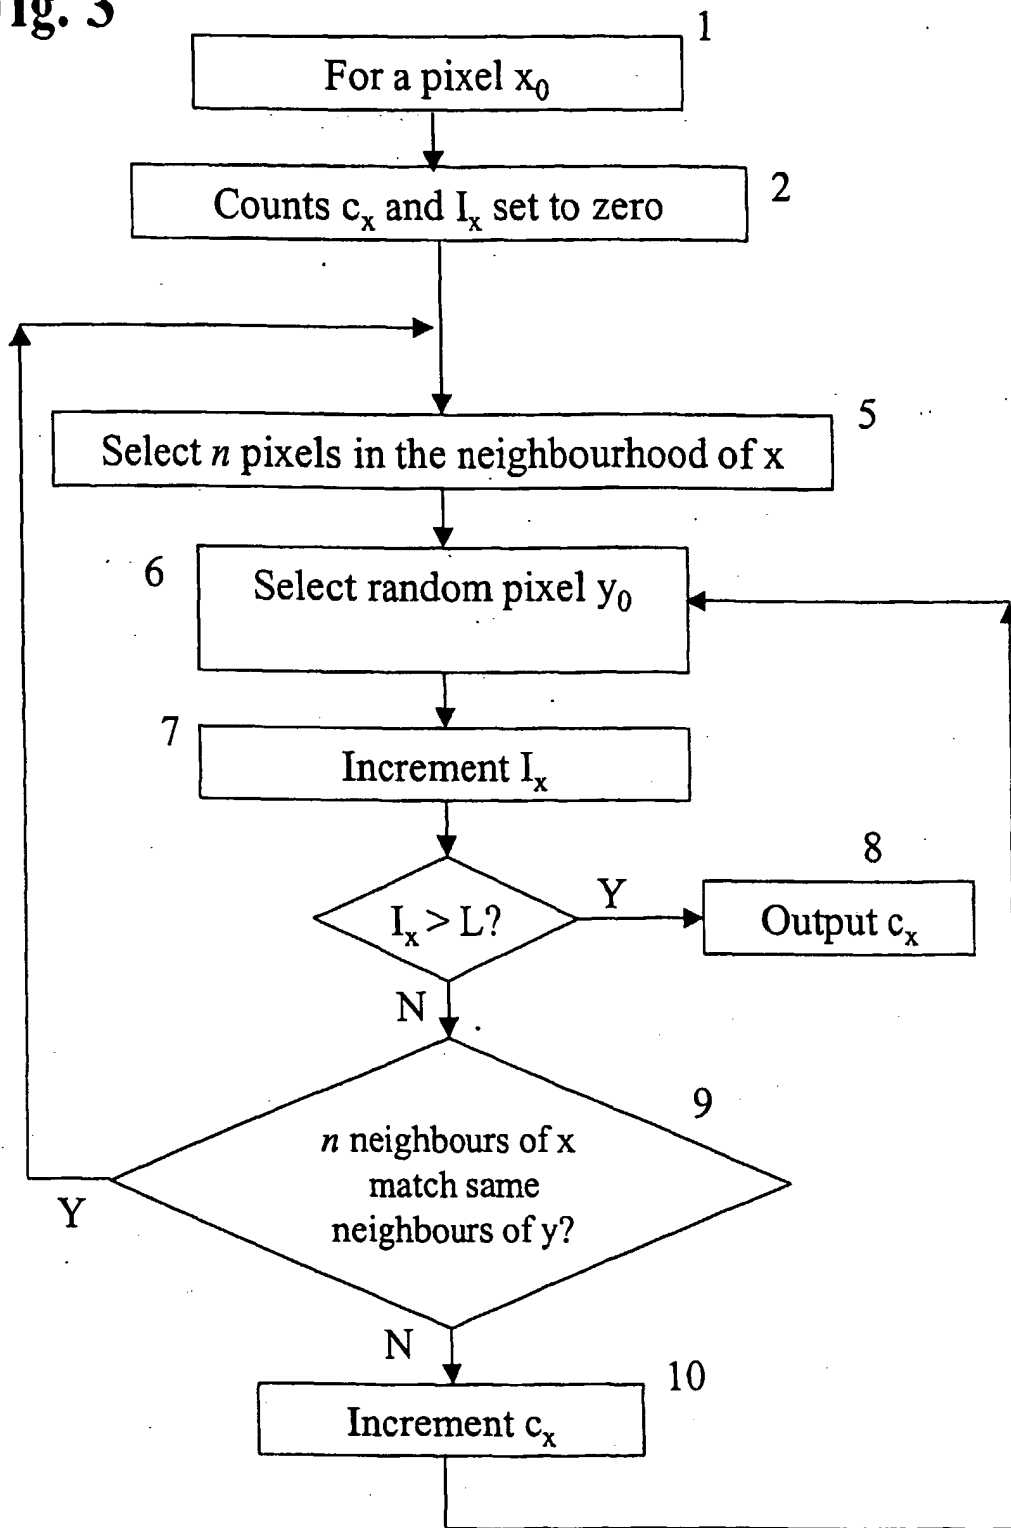 Fig. 3
1
For a pixel x₀
Counts cₓ and Iₓ set to zero
2
5
Select n pixels in the neighbourhood of x
6
Select random pixel y₀
7
Increment Iₓ
8
Iₓ > L?
Y
Output cₓ
N
9
n neighbours of x
match same
neighbours of y?
Y
N
10
Increment cₓ